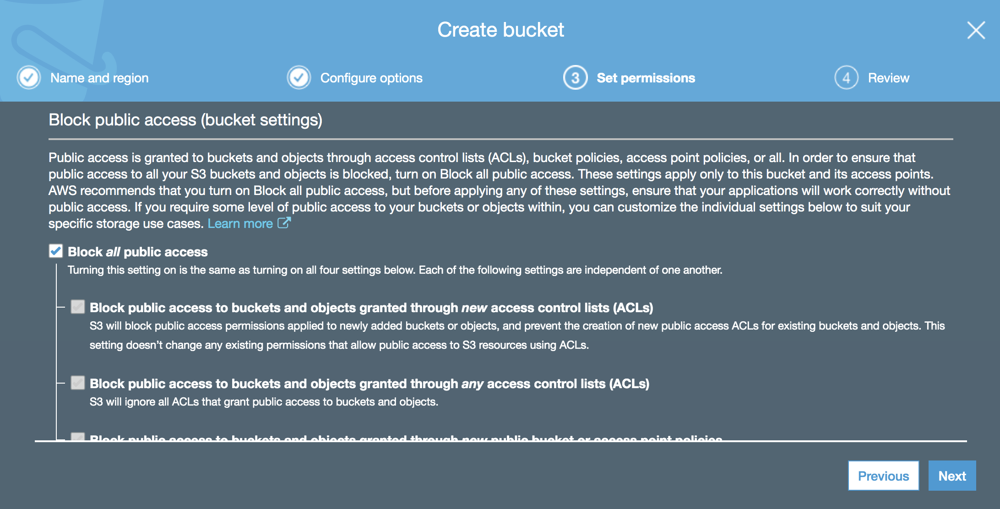 Create bucket
Name and region
Configure options
3 Set permissions
4 Review
Block public access (bucket settings)
Public access is granted to buckets and objects through access control lists (ACLs), bucket policies, access point policies, or all. In order to ensure that
public access to all your S3 buckets and objects is blocked, turn on Block all public access. These settings apply only to this bucket and its access points.
AWS recommends that you turn on Block all public access, but before applying any of these settings, ensure that your applications will work correctly without
public access. If you require some level of public access to your buckets or objects within, you can customize the individual settings below to suit your
specific storage use cases. Learn more
Block all public access
Turning this setting on is the same as turning on all four settings below. Each of the following settings are independent of one another.
Block public access to buckets and objects granted through new access control lists (ACLs)
S3 will block public access permissions applied to newly added buckets or objects, and prevent the creation of new public access ACLs for existing buckets and objects. This
setting doesn’t change any existing permissions that allow public access to S3 resources using ACLs.
Block public access to buckets and objects granted through any access control lists (ACLs)
S3 will ignore all ACLs that grant public access to buckets and objects.
Block public access to buckets and objects granted through new public bucket or access point policies
Previous
Next